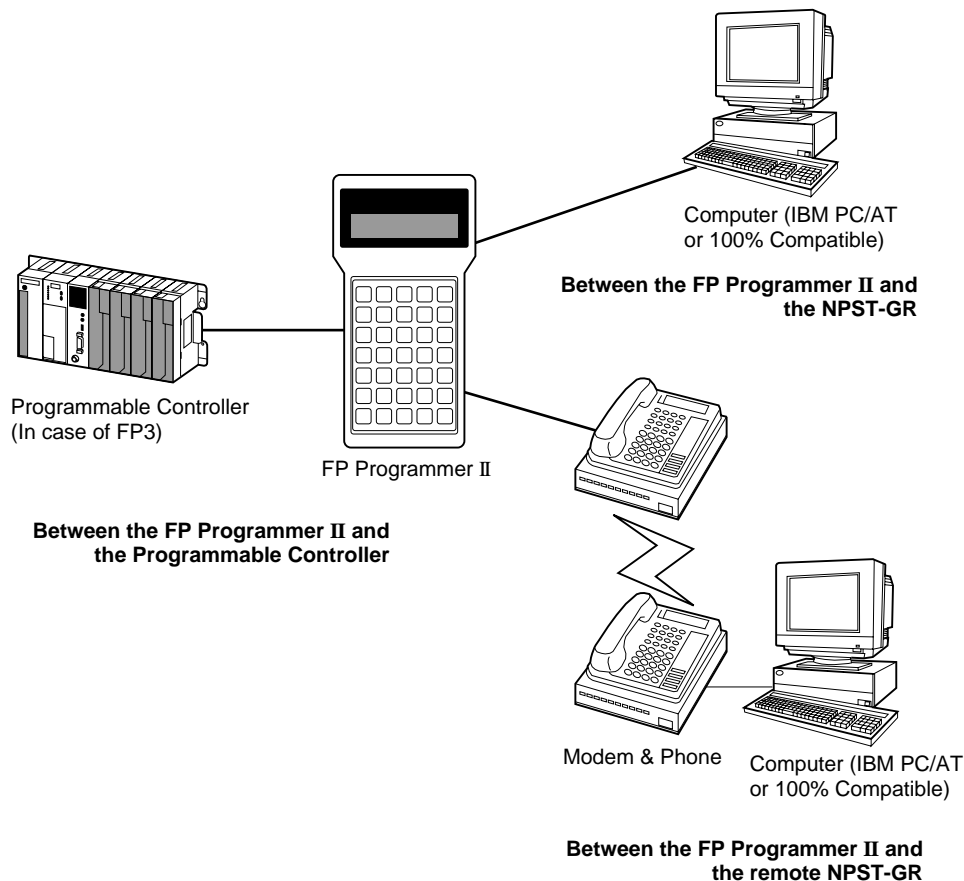 Computer (IBM PC/AT
or 100% Compatible)
Between the FP Programmer II and
the NPST-GR
Programmable Controller
(In case of FP3)
FP Programmer II
Between the FP Programmer II and
the Programmable Controller
Modem & Phone
Computer (IBM PC/AT
or 100% Compatible)
Between the FP Programmer II and
the remote NPST-GR